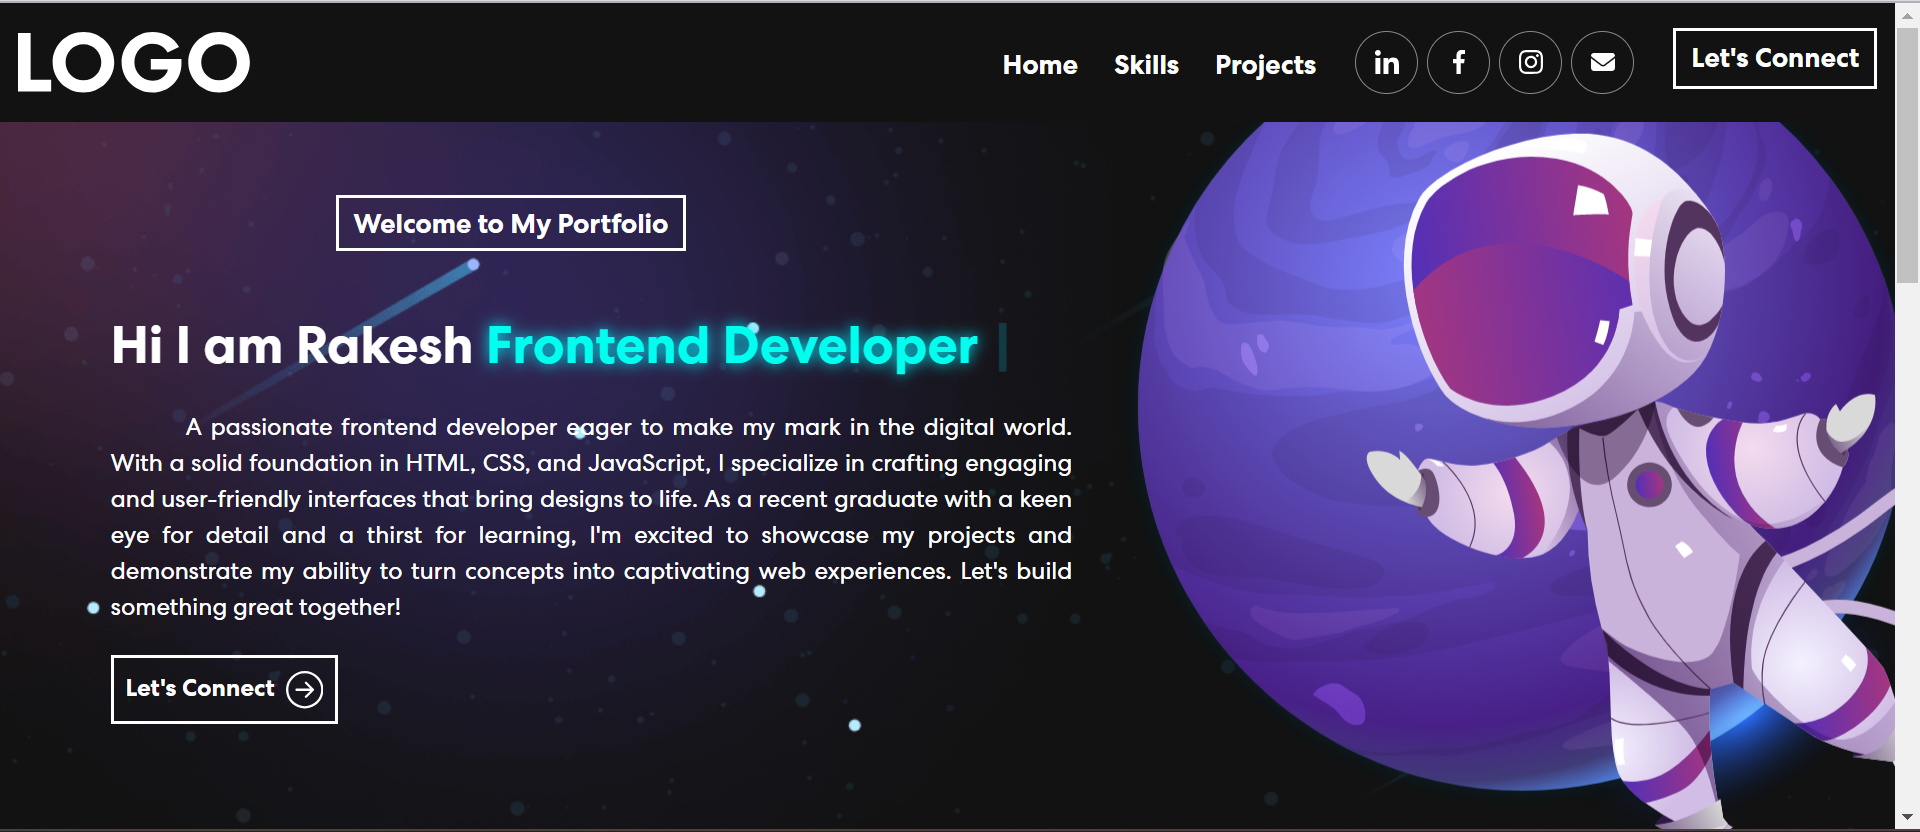 LOGO
Home Skills Projects Let's Connect
Welcome to My Portfolio
Hi I am Rakesh Frontend Developer
A passionate frontend developer eager to make my mark in the digital world.
With a solid foundation in HTML, CSS, and JavaScript, I specialize in crafting engaging
and user-friendly interfaces that bring designs to life. As a recent graduate with a keen
eye for detail and a thirst for learning, I'm excited to showcase my projects and
demonstrate my ability to turn concepts into captivating web experiences. Let's build
something great together!
Let's Connect